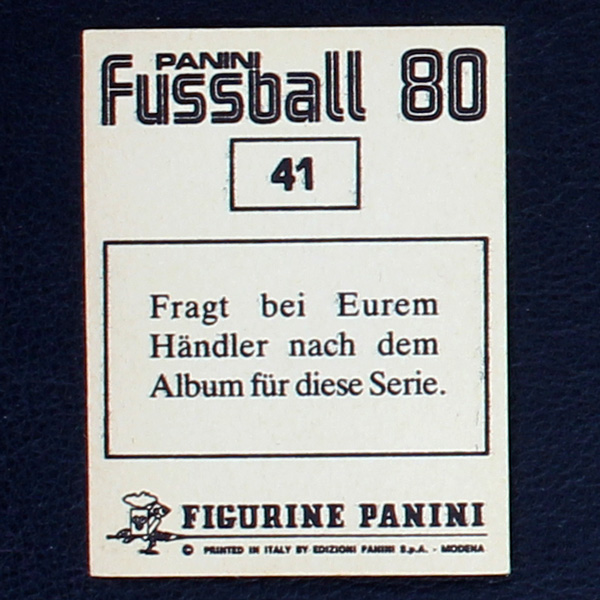 PANINI
fussball 80
41
Fragt bei Eurem
Händler nach dem
Album für diese Serie.
FIGURINE PANINI
© PRINTED IN ITALY BY EDIZIONI PANINI S.p.A. - MODENA